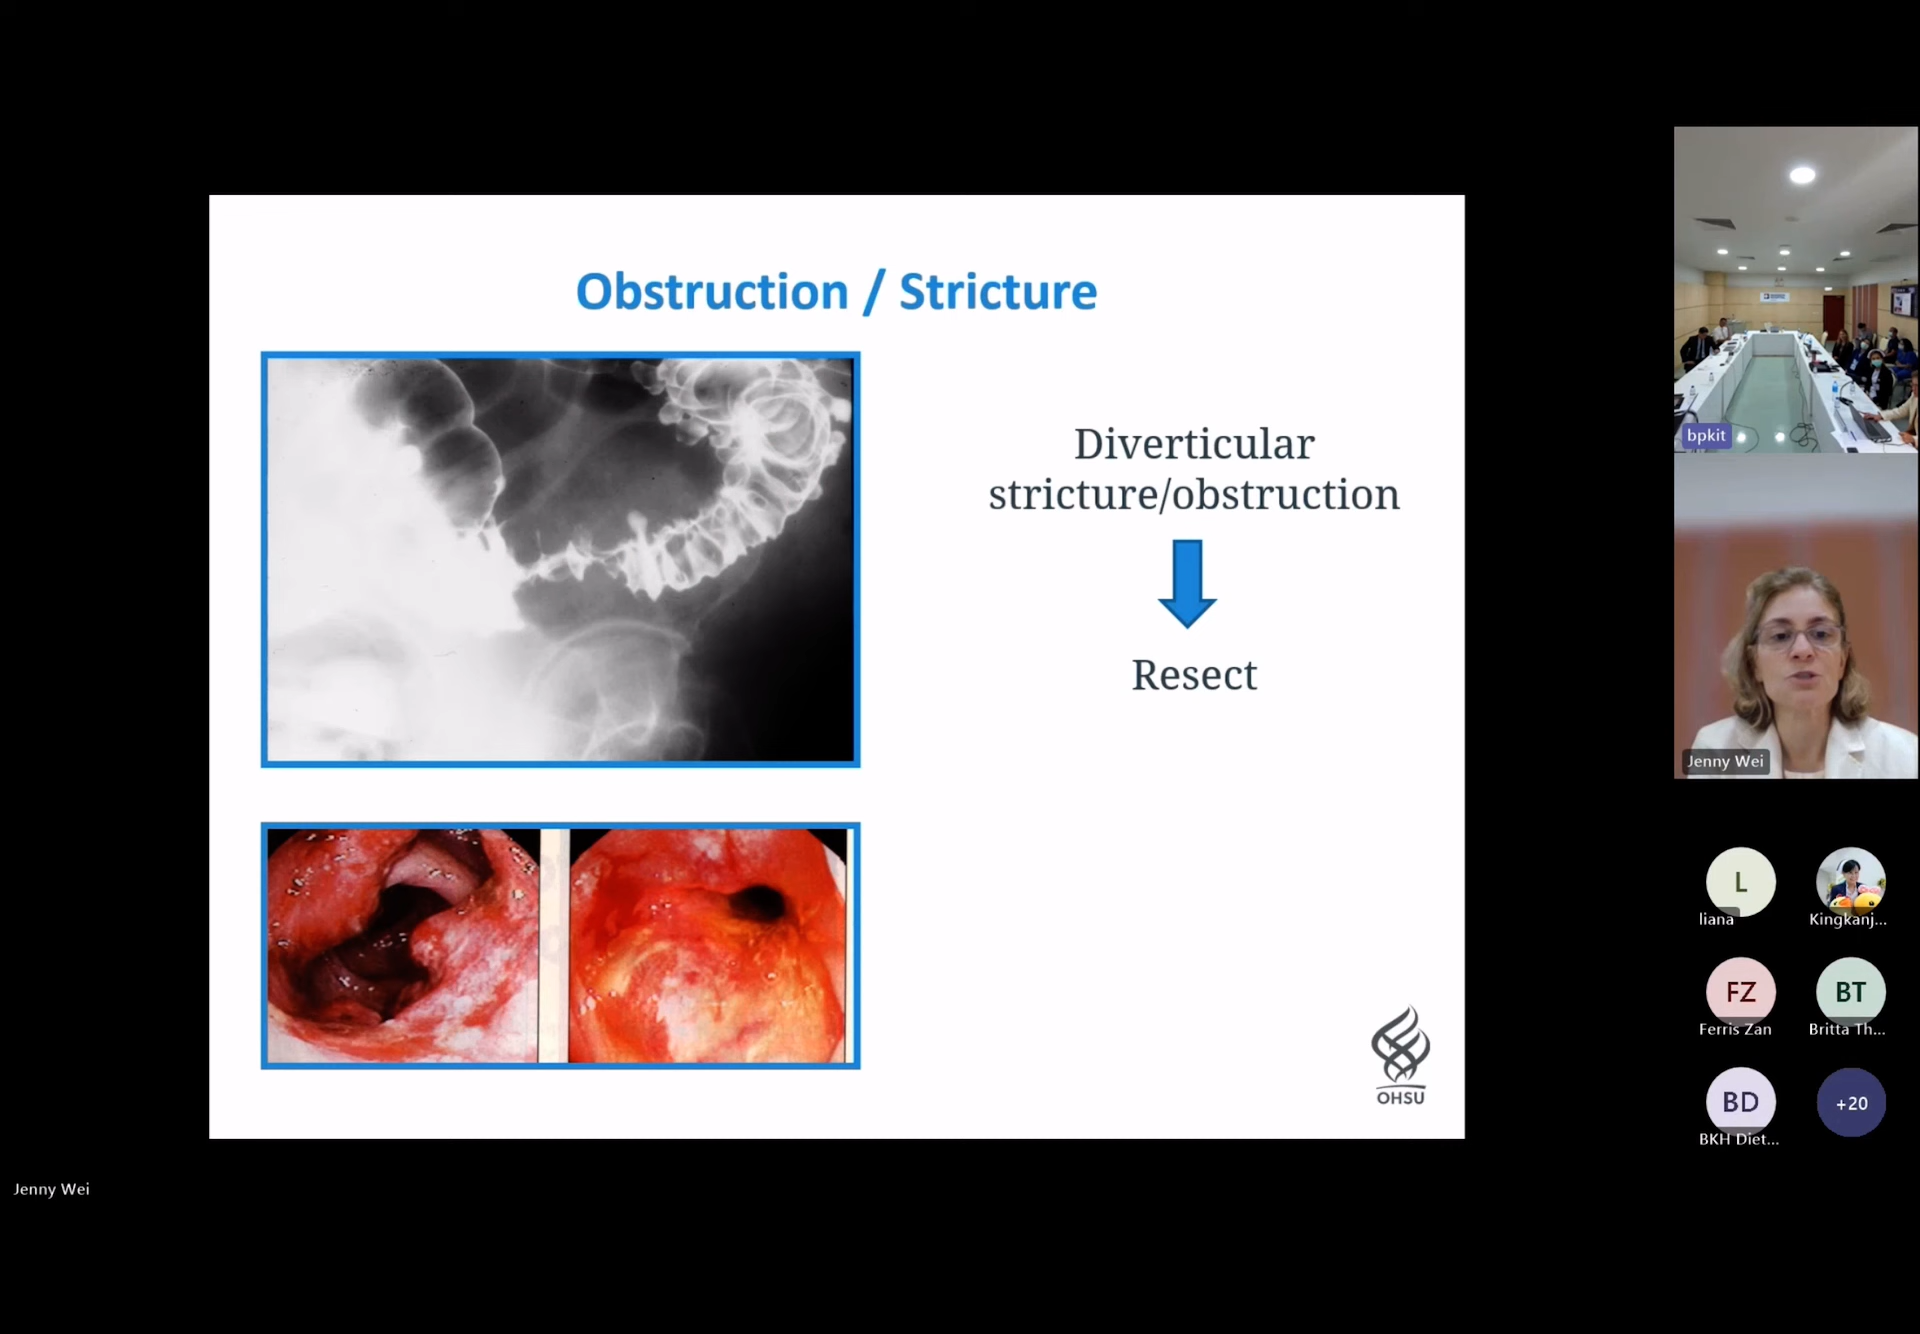 Obstruction / Stricture
Diverticular
stricture/obstruction
Resect
OHSU
bpkit
Jenny Wei
L
liana
Kingkanj...
FZ
Ferris Zan
BT
Britta Th...
BD
BKH Diet...
+20
Jenny Wei